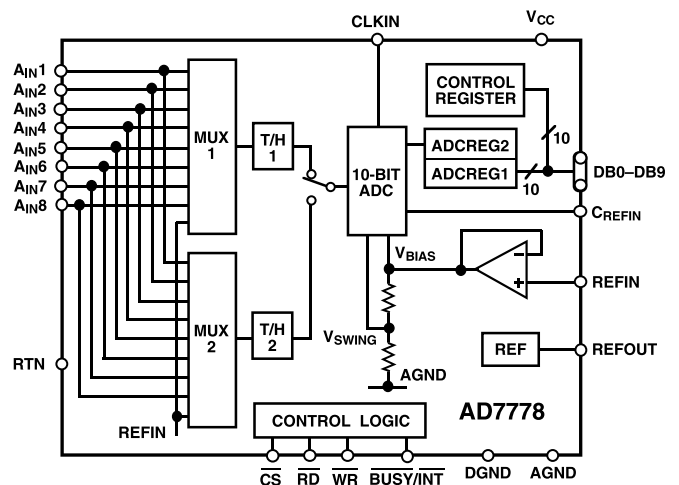 CLKIN
VCC
AIN1
AIN2
AIN3
AIN4
AIN5
AIN6
AIN7
AIN8
MUX
1
T/H
1
10-BIT
ADC
CONTROL
REGISTER
10
ADCREG2
ADCREG1
10
DB0–DB9
CREFIN
VBIAS
–
+
REFIN
MUX
2
T/H
2
VSWING
REF
REFOUT
RTN
AGND
REFIN
CONTROL LOGIC
AD7778
CS
RD
WR
BUSY/INT
DGND
AGND